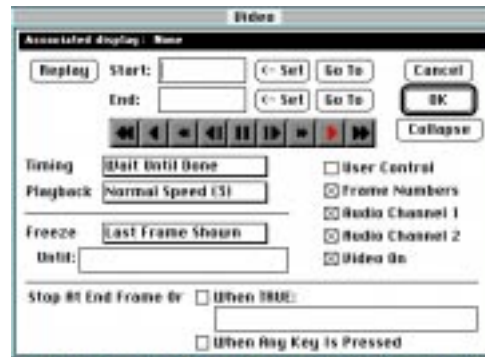 Video
Associated display: None
Replay Start: <- Set Go To Cancel
End: <- Set Go To OK
Collapse
Timing Wait Until Done
Playback Normal Speed (3)
User Control
Frame Numbers
Audio Channel 1
Audio Channel 2
Video On
Freeze Last Frame Shown
Until:
Stop At End Frame Or When TRUE:
When Any Key Is Pressed